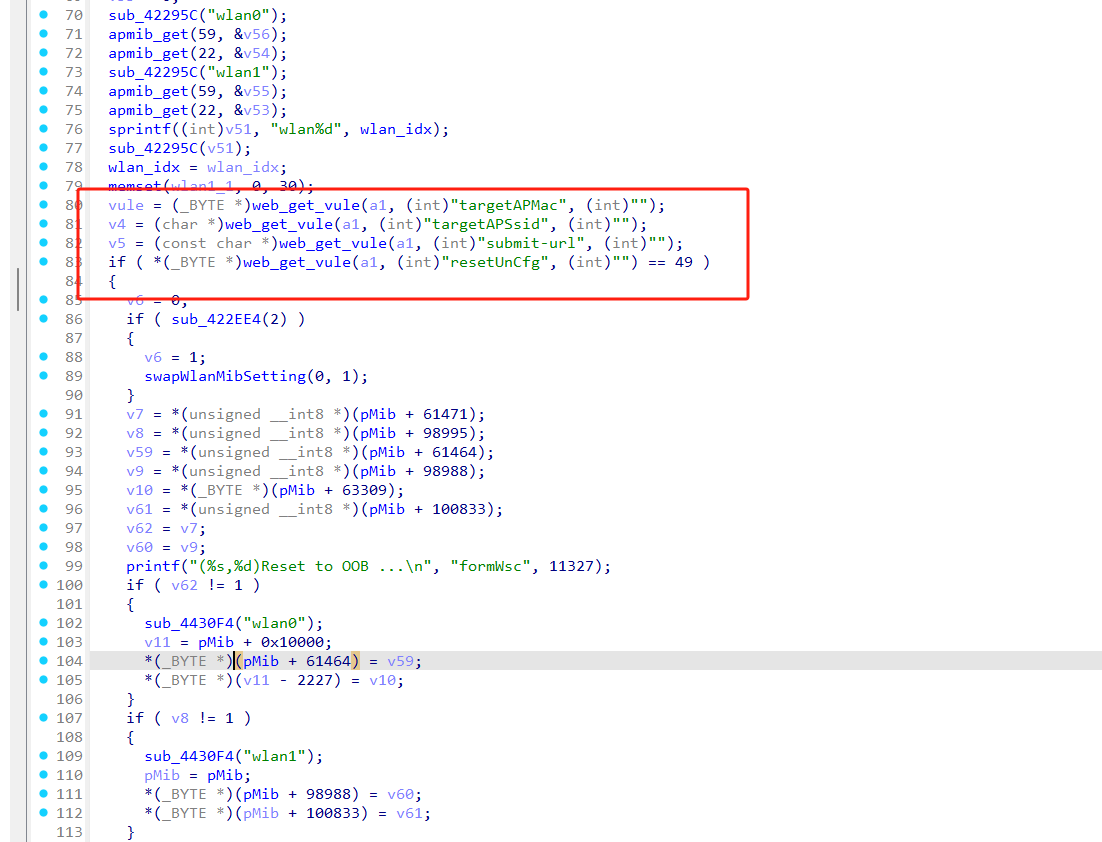 70 sub_42295C("wlan0");
71 apmib_get(59, &v56);
72 apmib_get(22, &v54);
73 sub_42295C("wlan1");
74 apmib_get(59, &v55);
75 apmib_get(22, &v53);
76 sprintf((int)v51, "wlan%d", wlan_idx);
77 sub_42295C(v51);
78 wlan_idx = wlan_idx;
79 memset(wlan1_1, 0, 30);
80 vule = (_BYTE *)web_get_vule(a1, (int)"targetAPMac", (int)"");
81 v4 = (char *)web_get_vule(a1, (int)"targetAPSsid", (int)"");
82 v5 = (const char *)web_get_vule(a1, (int)"submit-url", (int)"");
83 if ( *(_BYTE *)web_get_vule(a1, (int)"resetUnCfg", (int)"") == 49 )
84 {
85 v6 = 0;
86 if ( sub_422EE4(2) )
87 {
88 v6 = 1;
89 swapWlanMibSetting(0, 1);
90 }
91 v7 = *(unsigned __int8 *)(pMib + 61471);
92 v8 = *(unsigned __int8 *)(pMib + 98995);
93 v59 = *(unsigned __int8 *)(pMib + 61464);
94 v9 = *(unsigned __int8 *)(pMib + 98988);
95 v10 = *(_BYTE *)(pMib + 63309);
96 v61 = *(unsigned __int8 *)(pMib + 100833);
97 v62 = v7;
98 v60 = v9;
99 printf("(%s,%d)Reset to OOB ...\n", "formWsc", 11327);
100 if ( v62 != 1 )
101 {
102 sub_4430F4("wlan0");
103 v11 = pMib + 0x10000;
104 *(_BYTE *)(pMib + 61464) = v59;
105 *(_BYTE *)(v11 - 2227) = v10;
106 }
107 if ( v8 != 1 )
108 {
109 sub_4430F4("wlan1");
110 pMib = pMib;
111 *(_BYTE *)(pMib + 98988) = v60;
112 *(_BYTE *)(pMib + 100833) = v61;
113 }